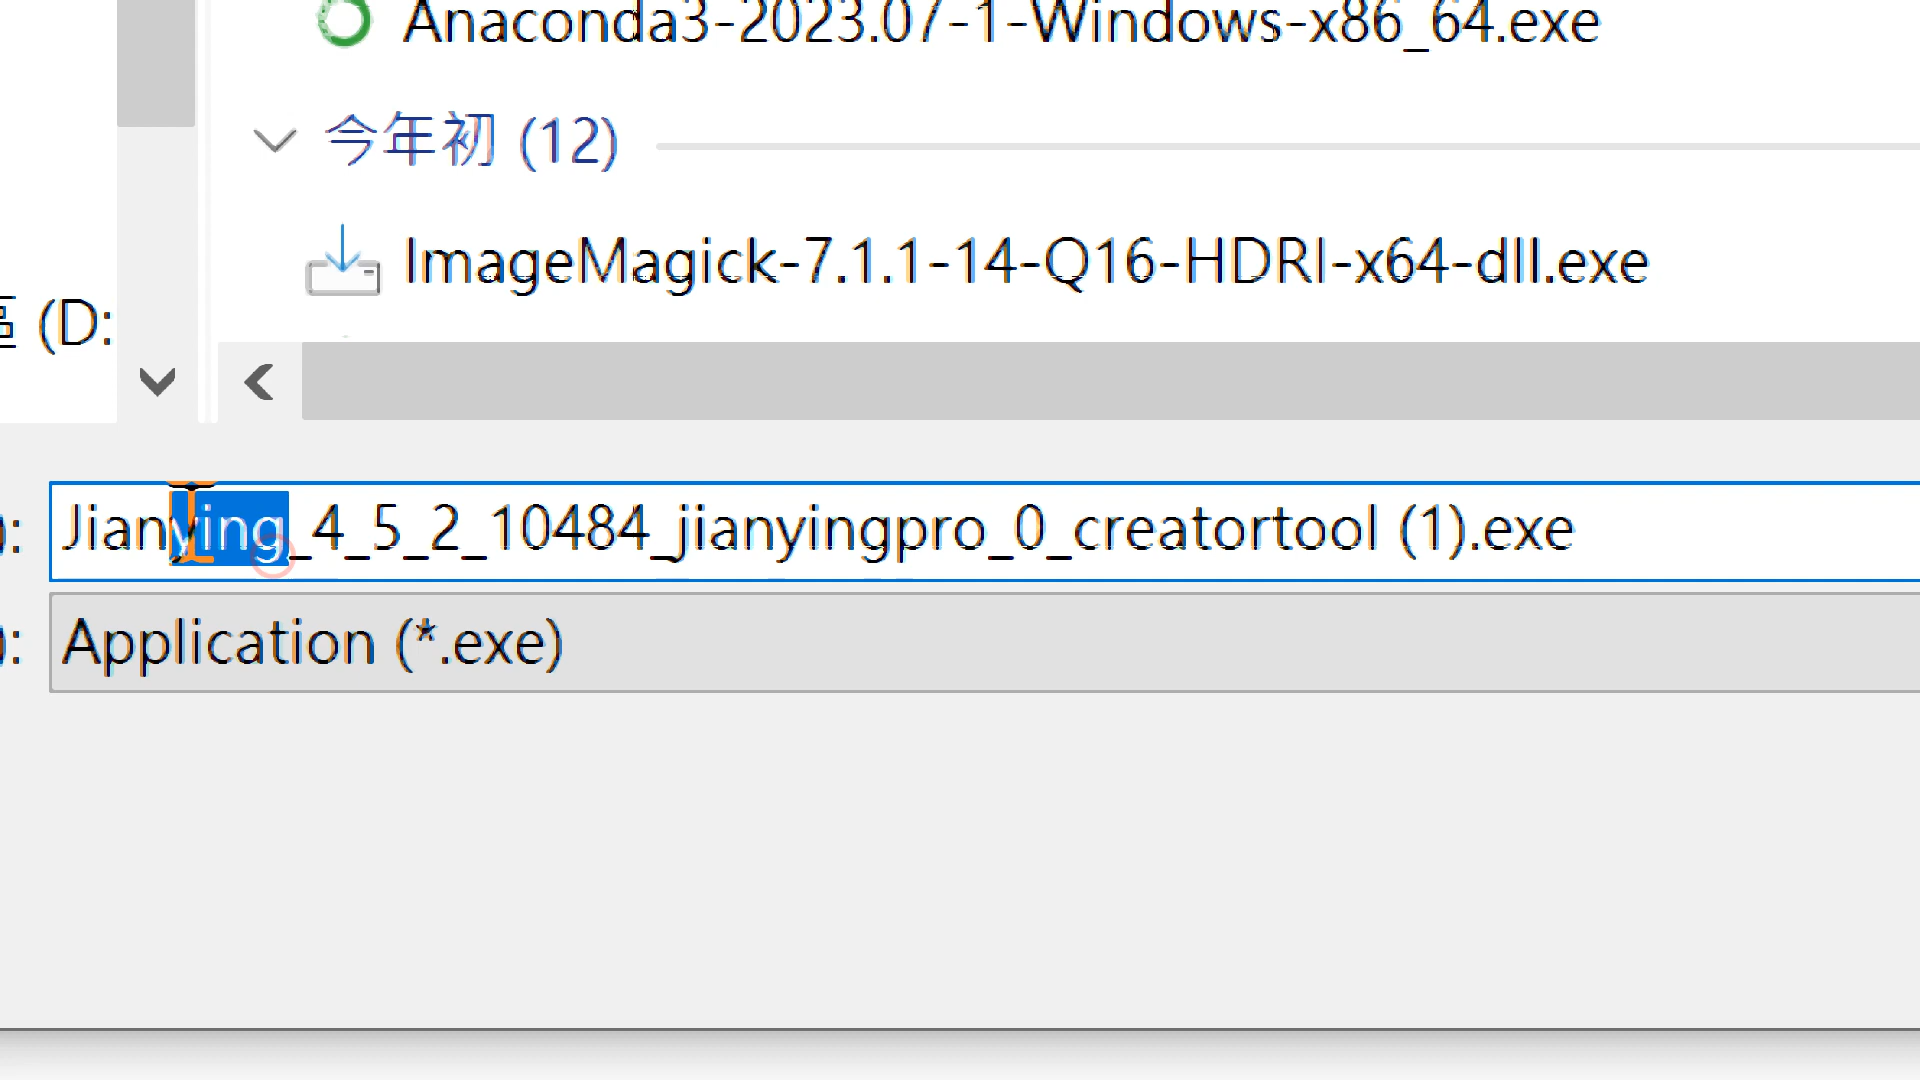 Anaconda3-2023.07-1-Windows-x86_64.exe
今年初 (12)
ImageMagick-7.1.1-14-Q16-HDRI-x64-dll.exe
(D:
Jianying_4_5_2_10484_jianyingpro_0_creatortool (1).exe
Application (*.exe)